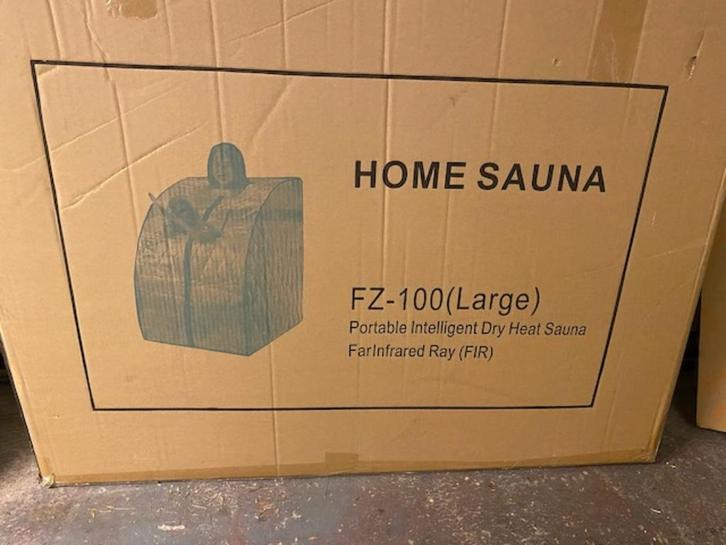 HOME SAUNA
FZ-100(Large)
Portable Intelligent Dry Heat Sauna
FarInfrared Ray (FIR)